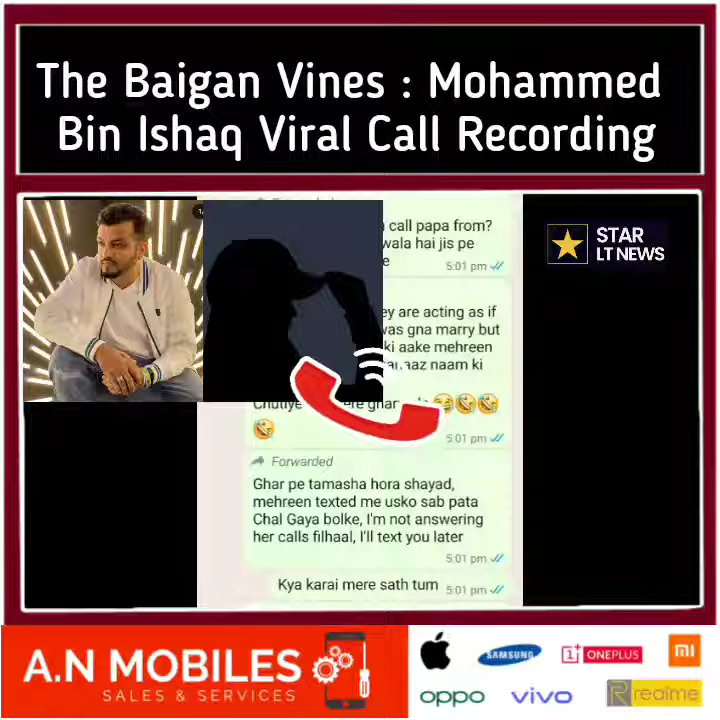 The Baigan Vines : Mohammed
Bin Ishaq Viral Call Recording
call papa from?
wala hai jis pe
5:01 pm
STAR
LT NEWS
ey are acting as if
was gna marry but
ki aake mehreen
naam ki
ghar
5:01 pm
Forwarded
Ghar pe tamasha hora shayad,
mehreen texted me usko sab pata
Chal Gaya bolke, I'm not answering
her calls filhaal, I'll text you later
5:01 pm
Kya karai mere sath tum 5:01 pm
A.N MOBILES
SALES & SERVICES
SAMSUNG
1+ ONEPLUS
mi
oppo
vivo
R realme